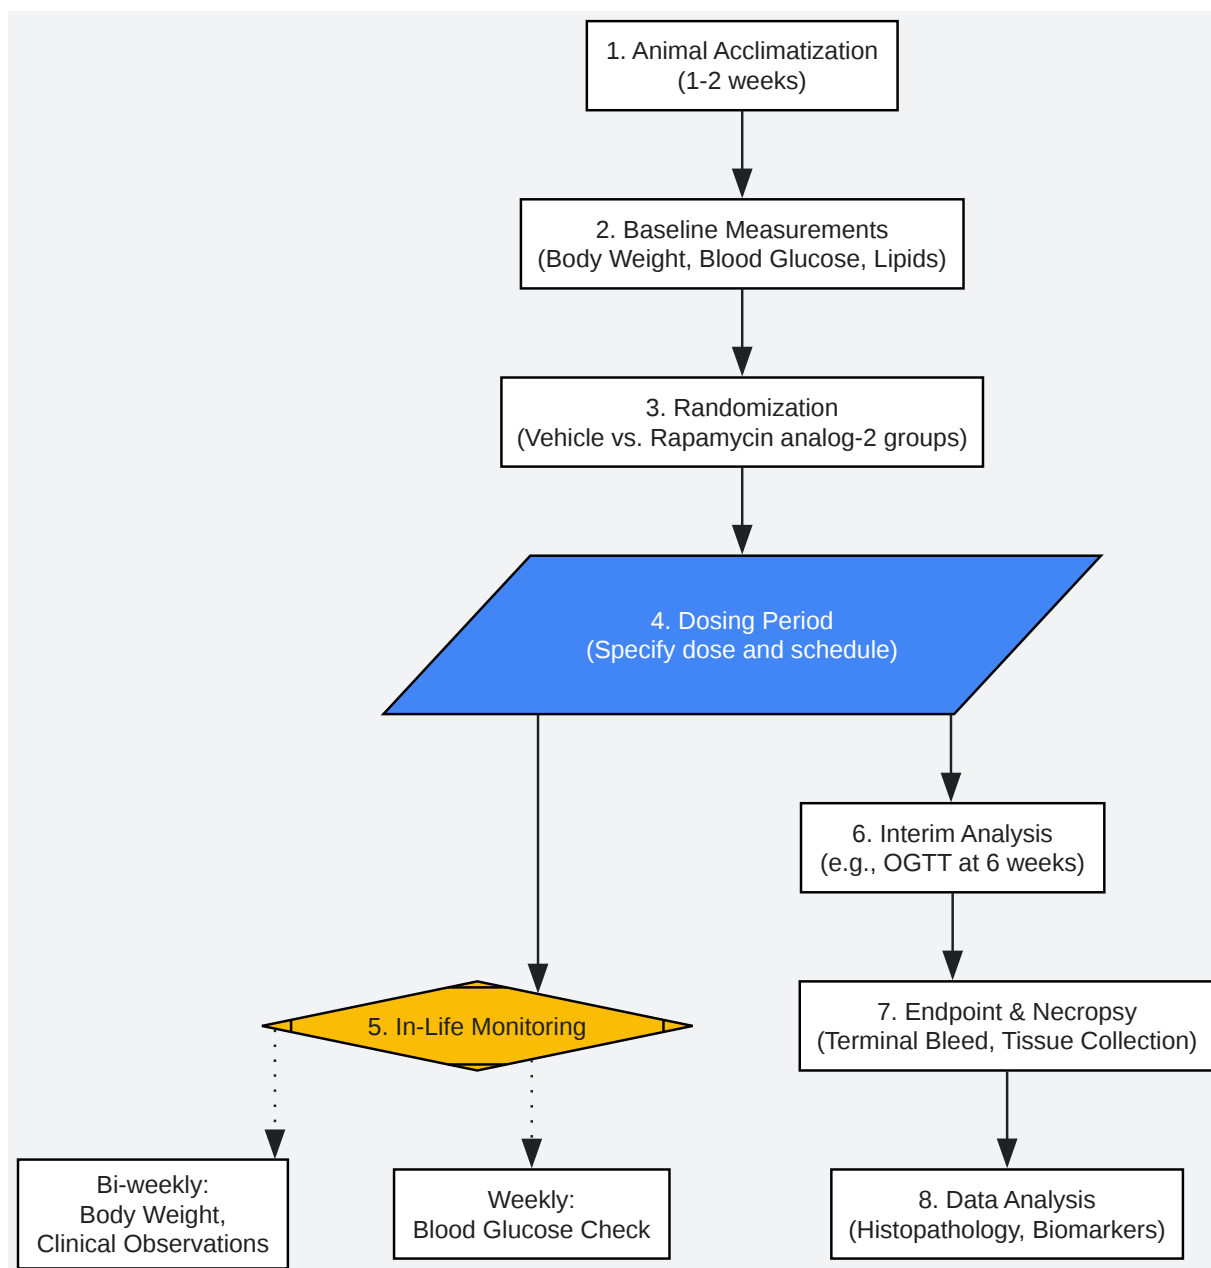 1. Animal Acclimatization
(1-2 weeks)
2. Baseline Measurements
(Body Weight, Blood Glucose, Lipids)
3. Randomization
(Vehicle vs. Rapamycin analog-2 groups)
4. Dosing Period
(Specify dose and schedule)
6. Interim Analysis
(e.g., OGTT at 6 weeks)
5. In-Life Monitoring
7. Endpoint & Necropsy
(Terminal Bleed, Tissue Collection)
Bi-weekly:
Body Weight,
Clinical Observations
Weekly:
Blood Glucose Check
8. Data Analysis
(Histopathology, Biomarkers)